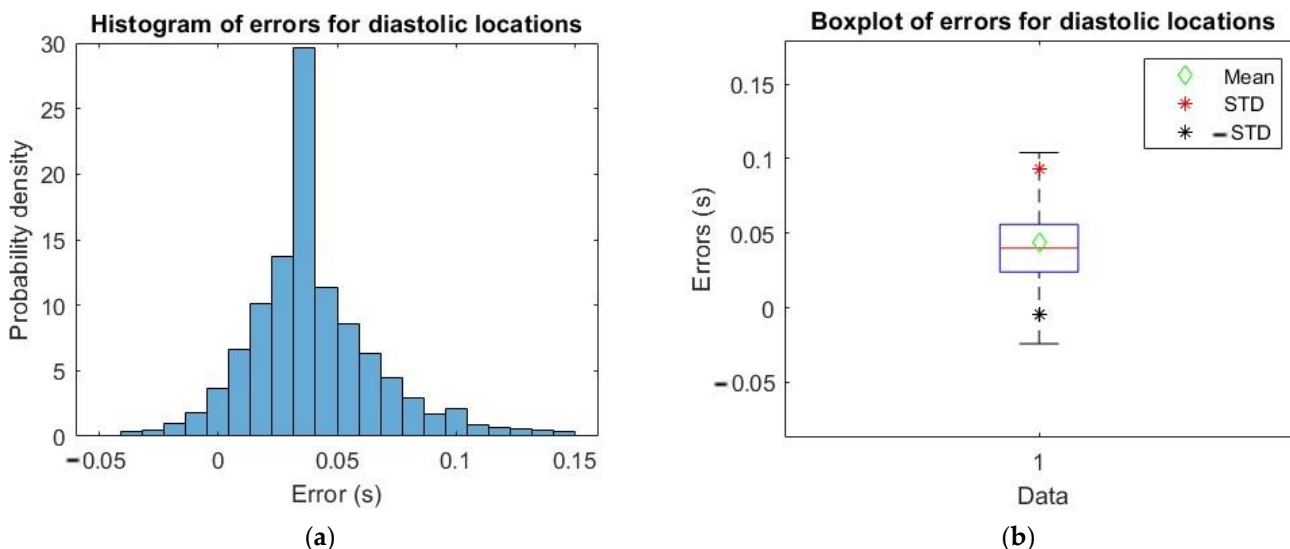 Histogram of errors for diastolic locations
30
25
20
15
10
5
0
Probability density
−0.05 0 0.05 0.1 0.15
Error (s)
(a)
Boxplot of errors for diastolic locations
0.15
0.1
0.05
0
−0.05
Errors (s)
Mean
STD
−STD
1
Data
(b)